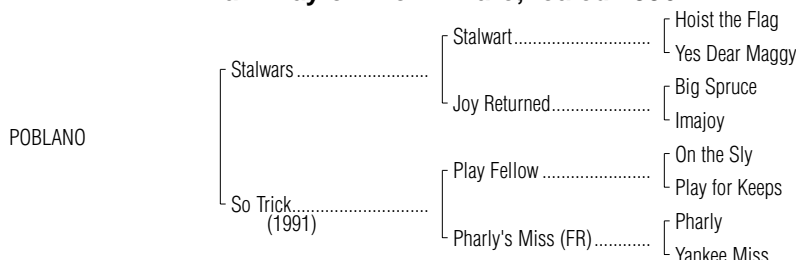 Hoist the Flag
Stalwart
Yes Dear Maggy
Stalwars
Big Spruce
Joy Returned
Imajoy
POBLANO
On the Sly
Play Fellow
Play for Keeps
So Trick
(1991)
Pharly
Pharly's Miss (FR)
Yankee Miss